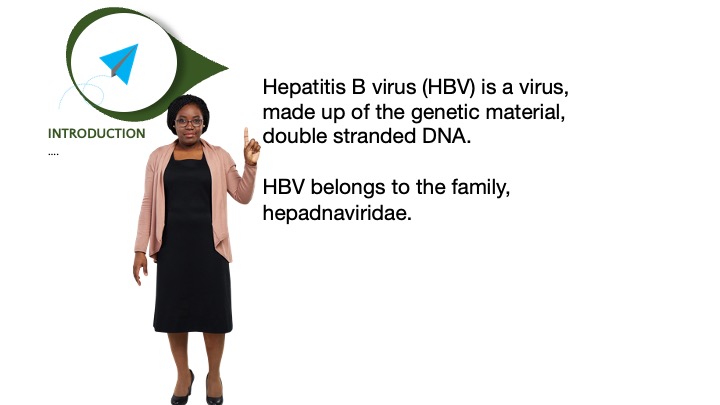 INTRODUCTION
....
Hepatitis B virus (HBV) is a virus,
made up of the genetic material,
double stranded DNA.
HBV belongs to the family,
hepadnaviridae.